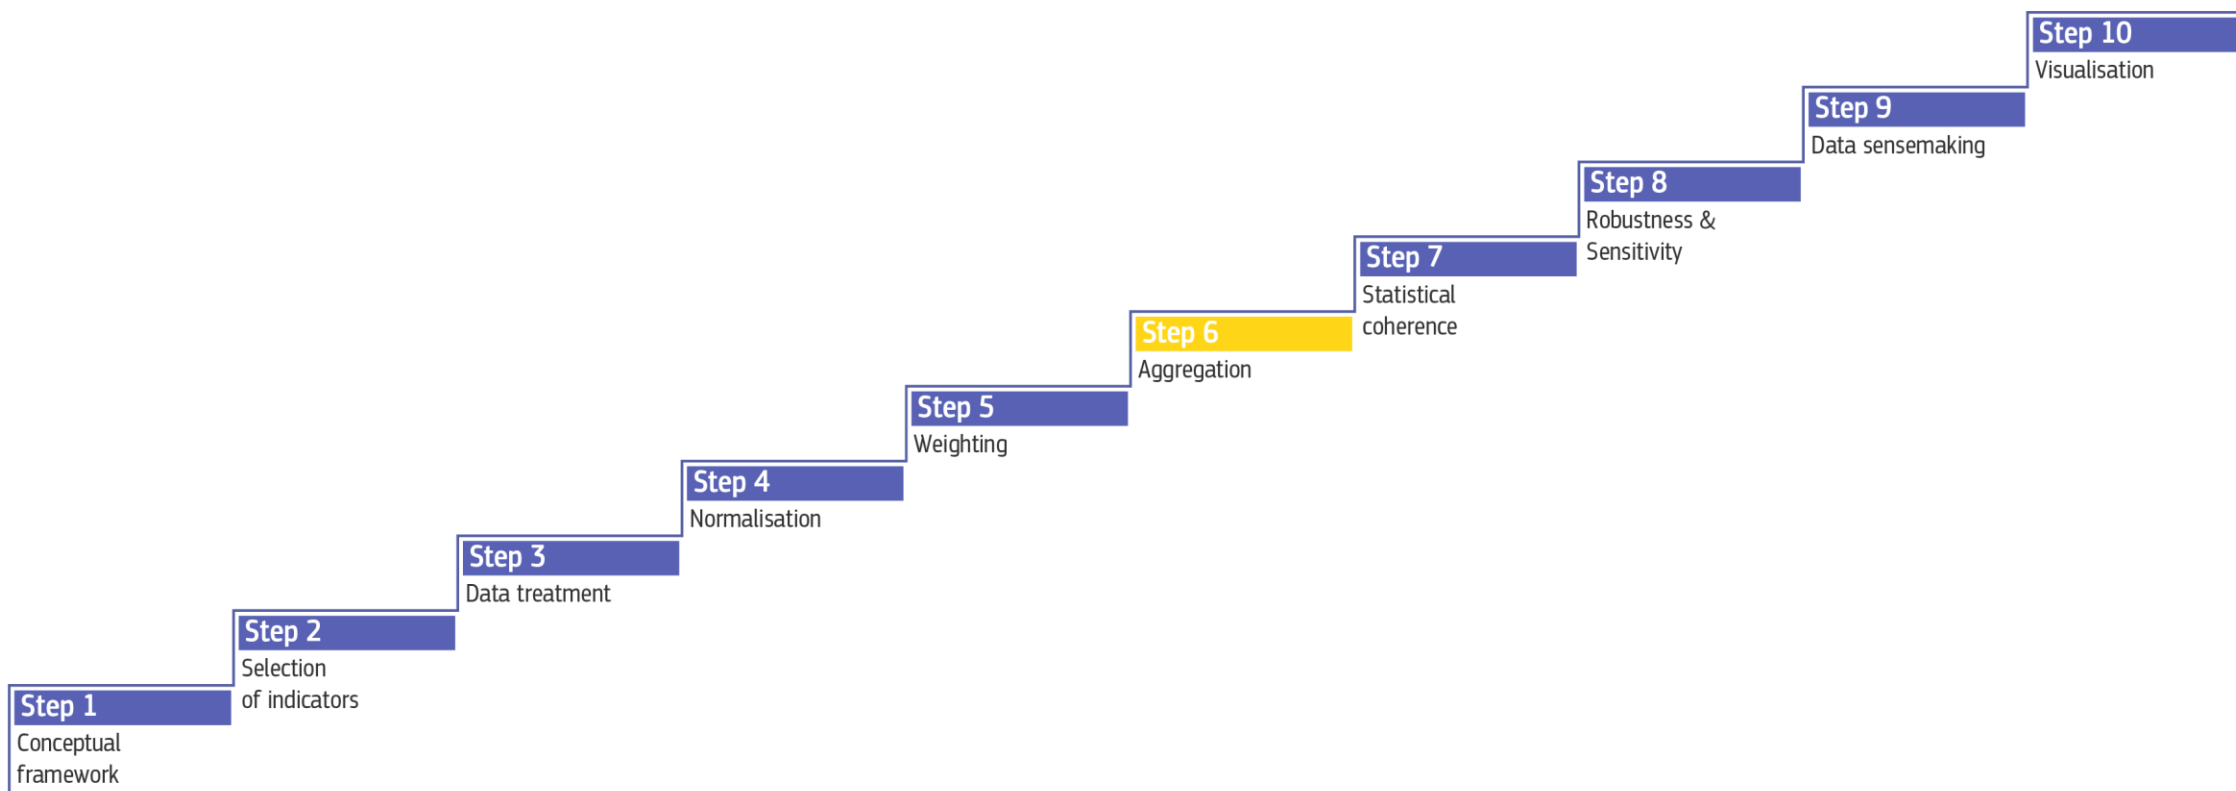 Step 1
Conceptual
framework
Step 2
Selection
of indicators
Step 3
Data treatment
Step 4
Normalisation
Step 5
Weighting
Step 6
Aggregation
Step 7
Statistical
coherence
Step 8
Robustness &
Sensitivity
Step 9
Data sensemaking
Step 10
Visualisation